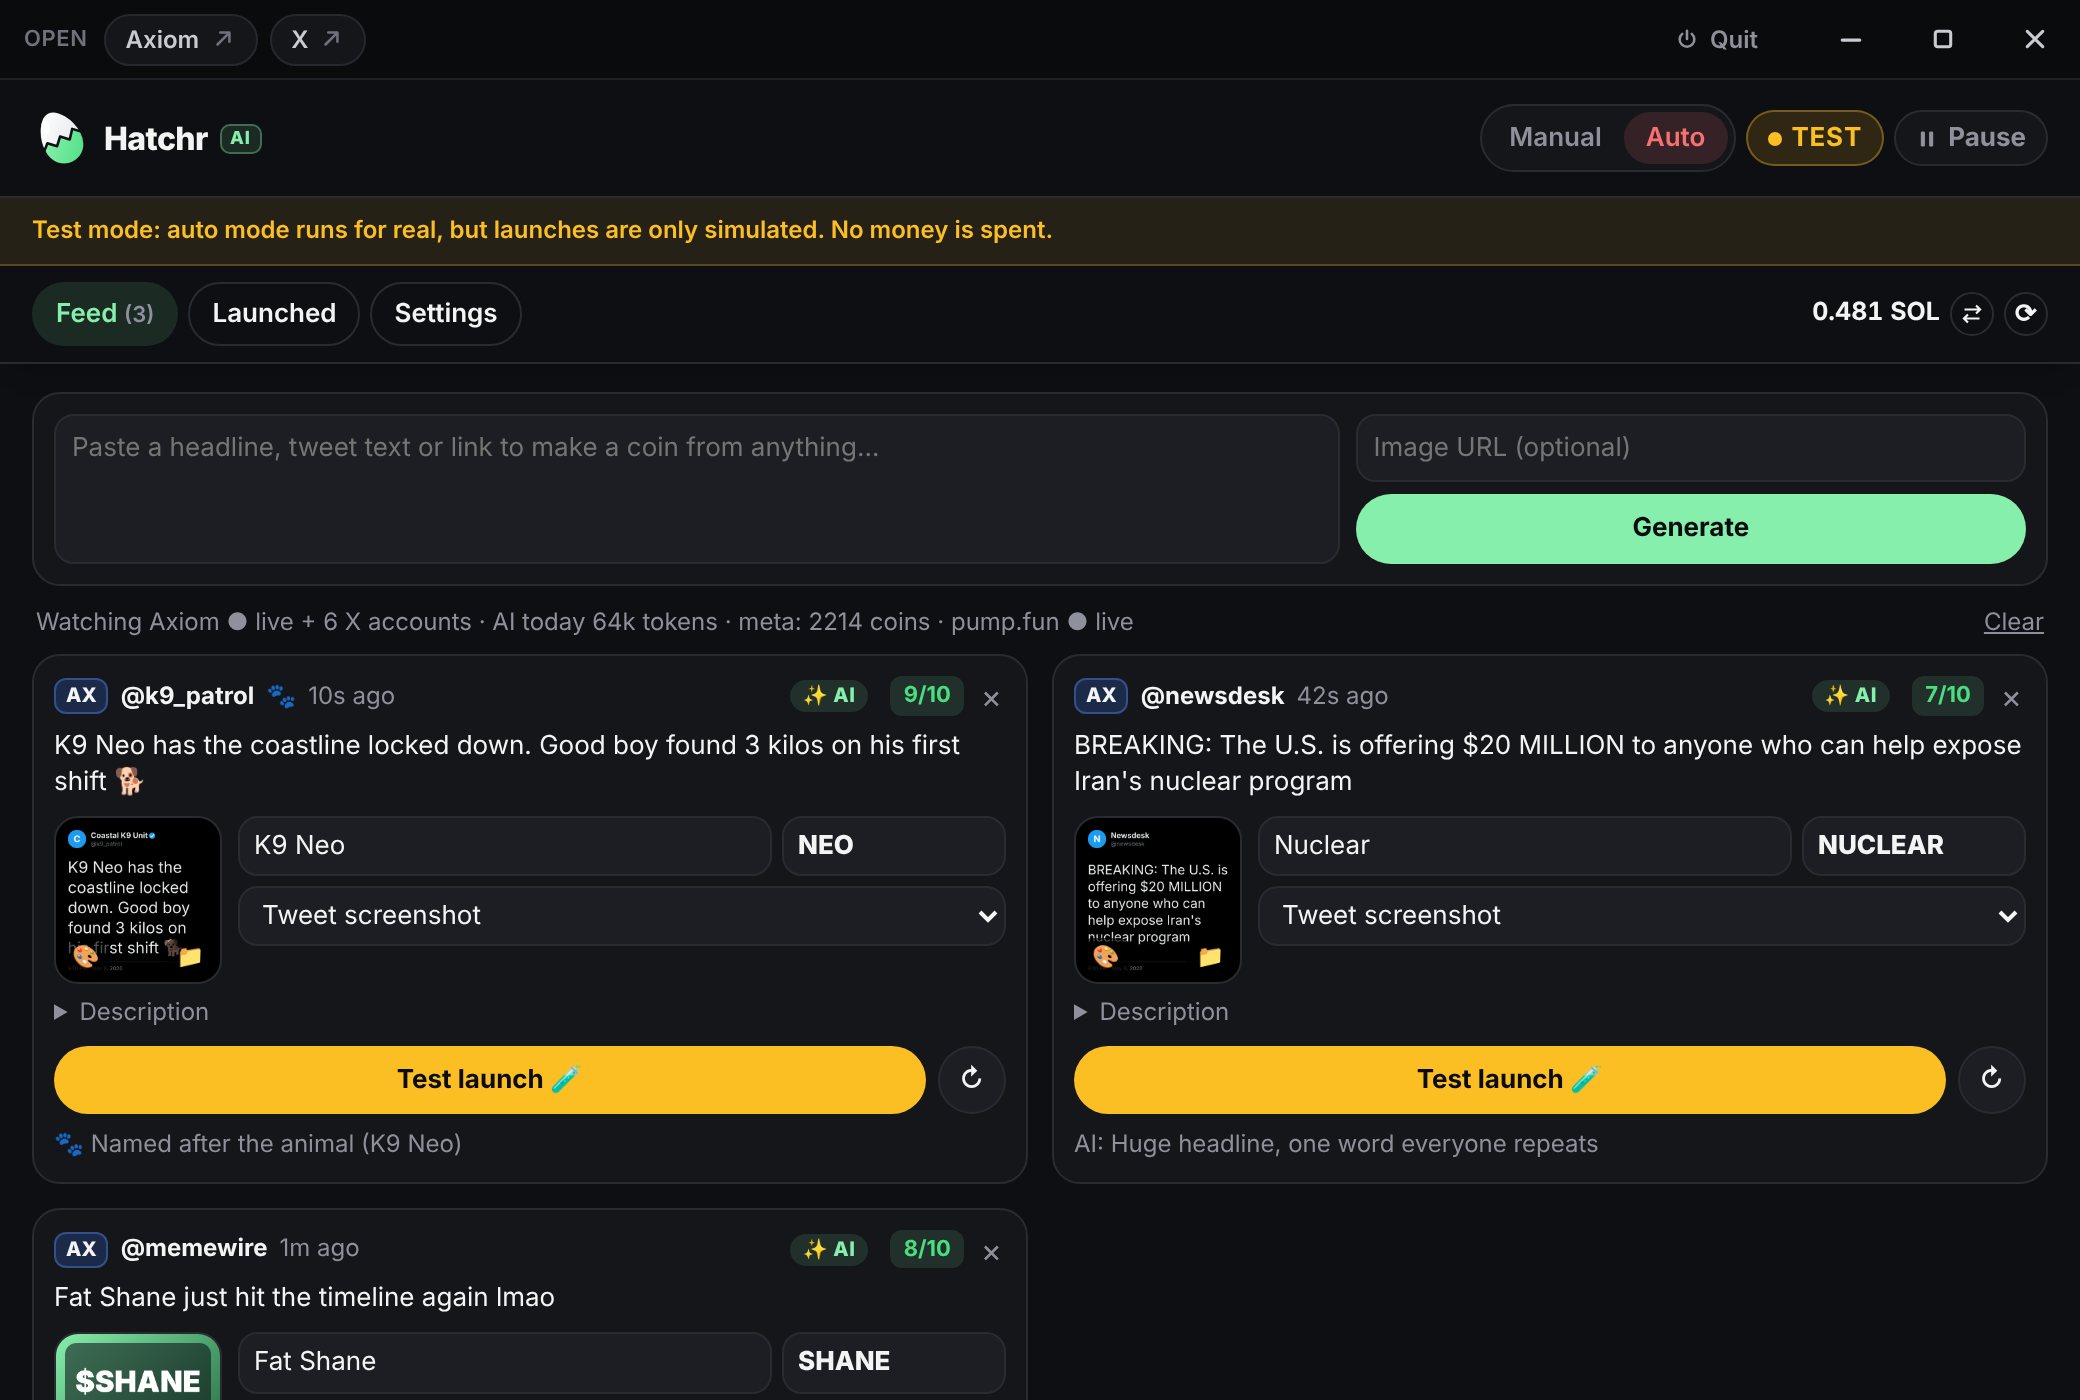 OPEN Axiom ↗ X ↗ Quit
Hatchr AI Manual Auto TEST Pause
Test mode: auto mode runs for real, but launches are only simulated. No money is spent.
Feed (3) Launched Settings 0.481 SOL
Paste a headline, tweet text or link to make a coin from anything...
Image URL (optional)
Generate
Watching Axiom ● live + 6 X accounts · AI today 64k tokens · meta: 2214 coins · pump.fun ● live Clear
AX @k9_patrol 🐾 10s ago ✨ AI 9/10 ×
K9 Neo has the coastline locked down. Good boy found 3 kilos on his first
shift 🐕
C Coastal K9 Unit
@k9_patrol
K9 Neo has the
coastline locked
down. Good boy
found 3 kilos on
his first shift
K9 Neo NEO
Tweet screenshot
Description
Test launch 🧪
🐾 Named after the animal (K9 Neo)
AX @newsdesk 42s ago ✨ AI 7/10 ×
BREAKING: The U.S. is offering $20 MILLION to anyone who can help expose
Iran's nuclear program
N Newsdesk
@newsdesk
BREAKING: The U.S. is
offering $20 MILLION
to anyone who can
help expose Iran's
nuclear program
Nuclear NUCLEAR
Tweet screenshot
Description
Test launch 🧪
AI: Huge headline, one word everyone repeats
AX @memewire 1m ago ✨ AI 8/10 ×
Fat Shane just hit the timeline again lmao
$SHANE
Fat Shane SHANE